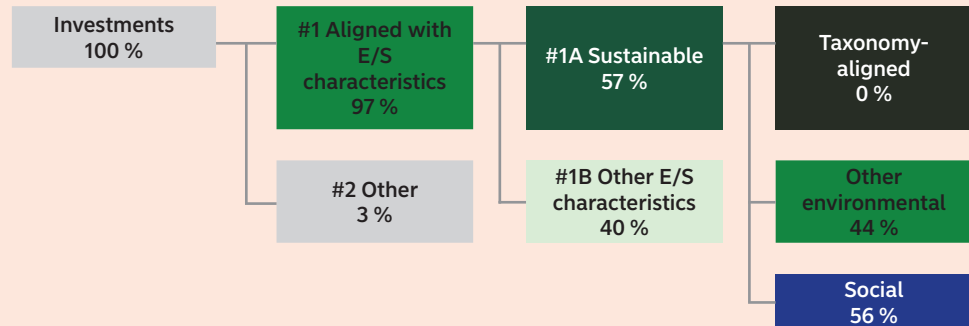 Investments
100 %
#1 Aligned with
E/S
characteristics
97 %
#2 Other
3 %
#1A Sustainable
57 %
#1B Other E/S
characteristics
40 %
Taxonomy-
aligned
0 %
Other
environmental
44 %
Social
56 %